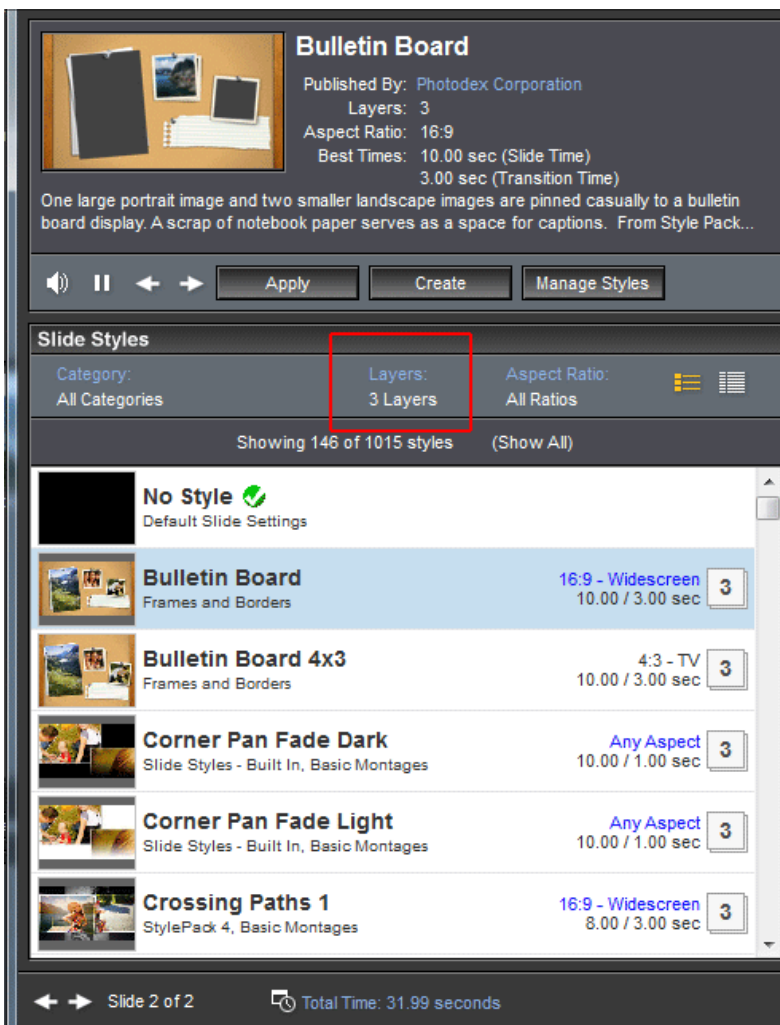 Bulletin Board
Published By: Photodex Corporation
Layers: 3
Aspect Ratio: 16:9
Best Times: 10.00 sec (Slide Time)
3.00 sec (Transition Time)
One large portrait image and two smaller landscape images are pinned casually to a bulletin
board display. A scrap of notebook paper serves as a space for captions. From Style Pack...
Apply Create Manage Styles
Slide Styles
Category: Layers: Aspect Ratio:
All Categories 3 Layers All Ratios
Showing 146 of 1015 styles (Show All)
No Style
Default Slide Settings
Bulletin Board 16:9 - Widescreen 3
Frames and Borders 10.00 / 3.00 sec
Bulletin Board 4x3 4:3 - TV 3
Frames and Borders 10.00 / 3.00 sec
Corner Pan Fade Dark Any Aspect 3
Slide Styles - Built In, Basic Montages 10.00 / 1.00 sec
Corner Pan Fade Light Any Aspect 3
Slide Styles - Built In, Basic Montages 10.00 / 1.00 sec
Crossing Paths 1 16:9 - Widescreen 3
StylePack 4, Basic Montages 8.00 / 3.00 sec
Slide 2 of 2 Total Time: 31.99 seconds